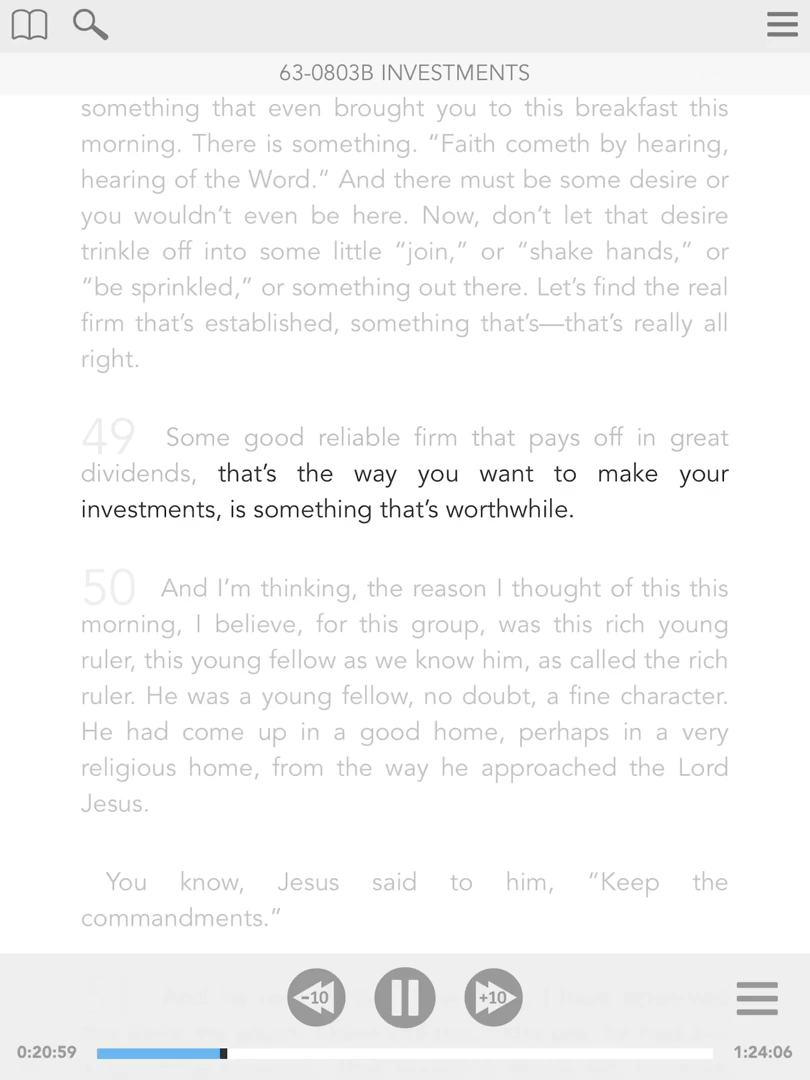 63-0803B INVESTMENTS
something that even brought you to this breakfast this
morning. There is something. “Faith cometh by hearing,
hearing of the Word.” And there must be some desire or
you wouldn’t even be here. Now, don’t let that desire
trinkle off into some little “join,” or “shake hands,” or
“be sprinkled,” or something out there. Let’s find the real
firm that’s established, something that’s—that’s really all
right.
49 Some good reliable firm that pays off in great
dividends, that’s the way you want to make your
investments, is something that’s worthwhile.
50 And I’m thinking, the reason I thought of this this
morning, I believe, for this group, was this rich young
ruler, this young fellow as we know him, as called the rich
ruler. He was a young fellow, no doubt, a fine character.
He had come up in a good home, perhaps in a very
religious home, from the way he approached the Lord
Jesus.
You know, Jesus said to him, “Keep the
commandments.”
-10 +10
0:20:59 1:24:06